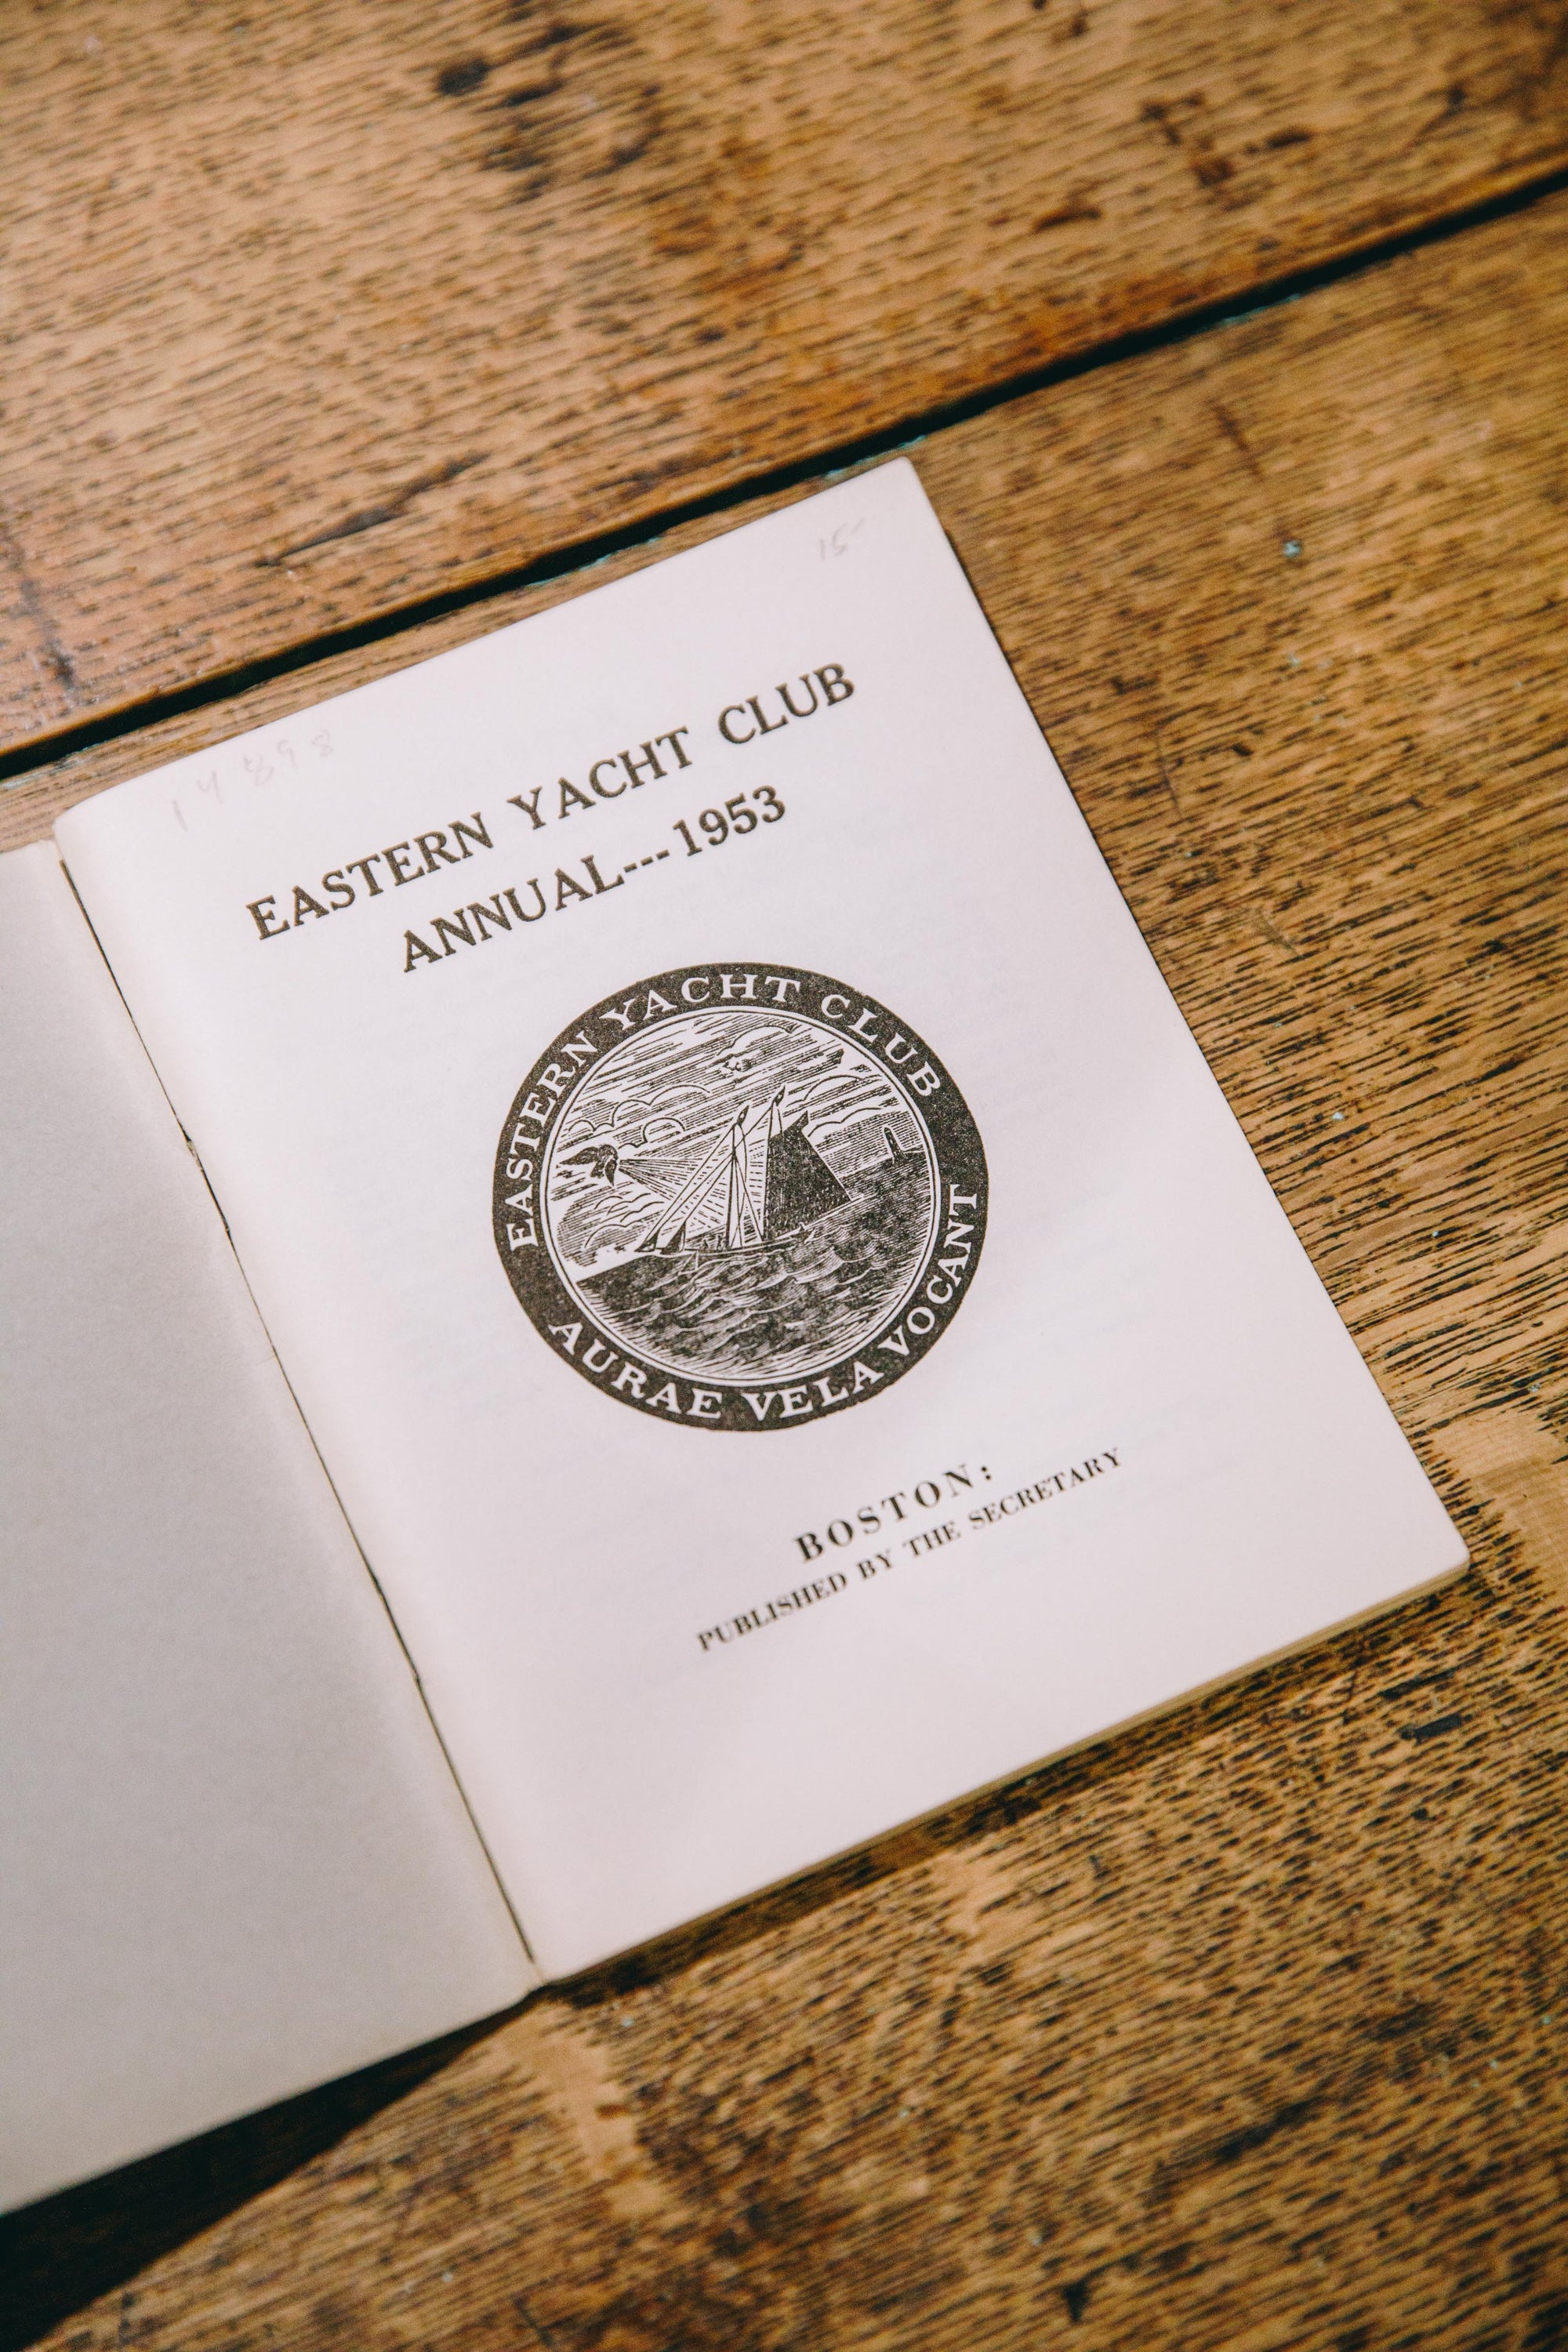 15-
14898
EASTERN YACHT CLUB
ANNUAL---1953
EASTERN YACHT CLUB
AURAE VELA VOCANT
BOSTON:
PUBLISHED BY THE SECRETARY